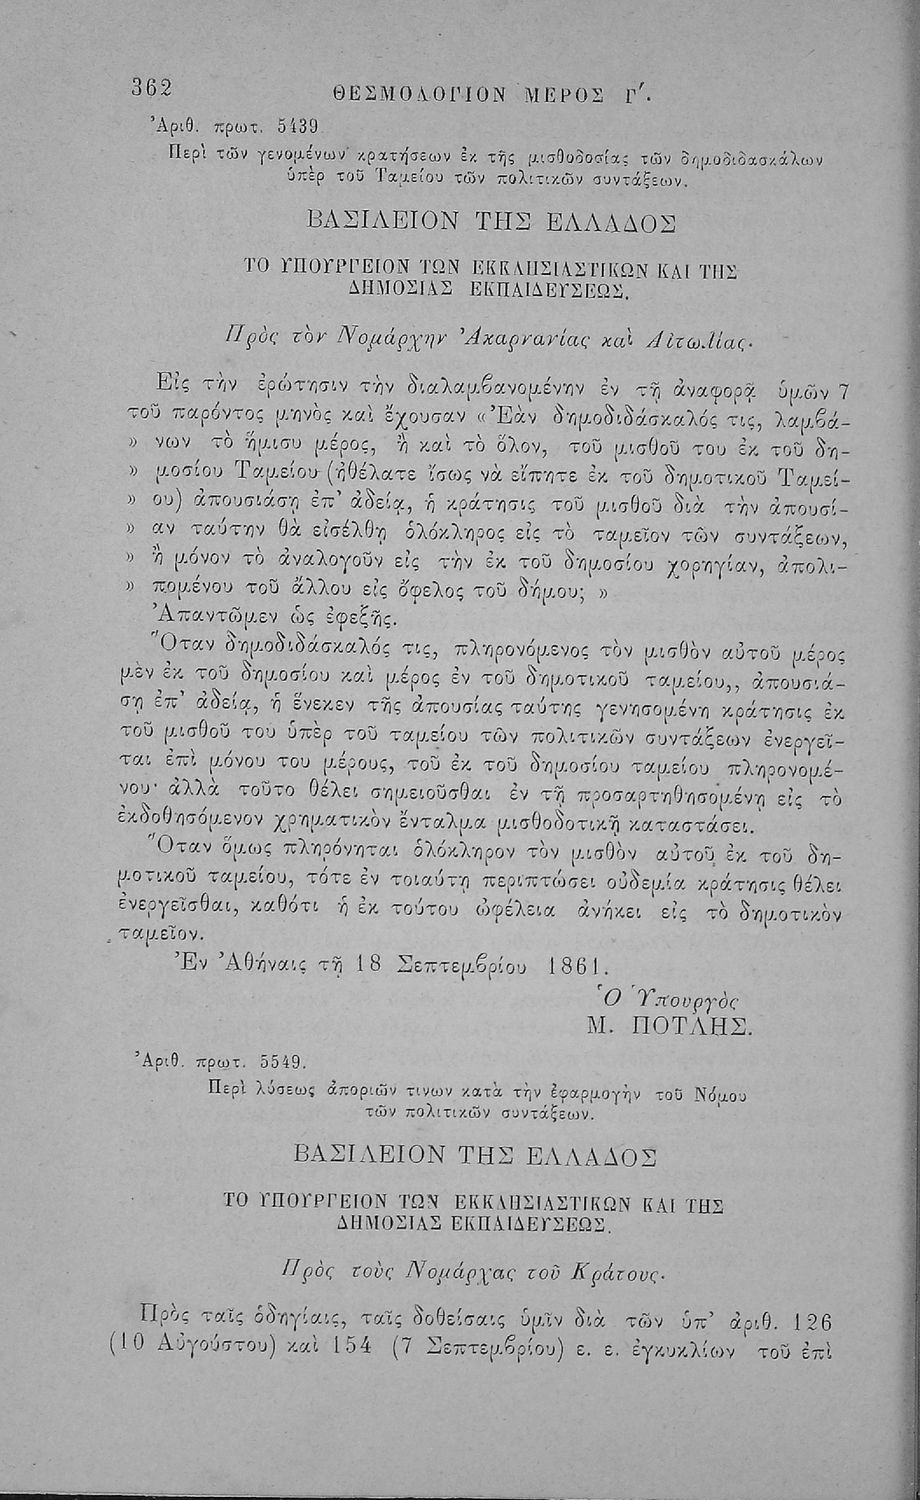 362 ΘΕΣΜΟΛΟΓΙΟΝ ΜΕΡΟΣ Γ΄.
Ἀριθ. πρωτ. 5439
Περὶ τῶν γενομένων κρατήσεων ἐκ τῆς μισθοδοσίας τῶν δημοδιδασκάλων
ὑπὲρ τοῦ Ταμείου τῶν πολιτικῶν συντάξεων.
ΒΑΣΙΛΕΙΟΝ ΤΗΣ ΕΛΛΑΔΟΣ
ΤΟ ΥΠΟΥΡΓΕΙΟΝ ΤΩΝ ΕΚΚΛΗΣΙΑΣΤΙΚΩΝ ΚΑΙ ΤΗΣ
ΔΗΜΟΣΙΑΣ ΕΚΠΑΙΔΕΥΣΕΩΣ.
Πρὸς τὸν Νομάρχην Ἀκαρνανίας καὶ Αἰτωλίας.
Εἰς τὴν ἐρώτησιν τὴν διαλαμβανομένην ἐν τῇ ἀναφορᾷ ὑμῶν 7
τοῦ παρόντος μηνὸς καὶ ἔχουσαν « Ἐὰν δημοδιδάσκαλός τις, λαμβά-
» νων τὸ ἥμισυ μέρος, ἢ καὶ τὸ ὅλον, τοῦ μισθοῦ του ἐκ τοῦ δη-
» μοσίου Ταμείου (ἠθέλατε ἴσως νὰ εἴπητε ἐκ τοῦ δημοτικοῦ Ταμεί-
» ου) ἀπουσιάσῃ ἐπ’ ἀδείᾳ, ἡ κράτησις τοῦ μισθοῦ διὰ τὴν ἀπουσί-
» αν ταύτην θὰ εἰσέλθῃ ὁλόκληρος εἰς τὸ ταμεῖον τῶν συντάξεων,
» ἢ μόνον τὸ ἀναλογοῦν εἰς τὴν ἐκ τοῦ δημοσίου χορηγίαν, ἀπολι-
» πομένου τοῦ ἄλλου εἰς ὄφελος τοῦ δήμου; »
Ἀπαντῶμεν ὡς ἐφεξῆς.
Ὅταν δημοδιδάσκαλός τις, πληρονόμενος τὸν μισθὸν αὑτοῦ μέρος
μὲν ἐκ τοῦ δημοσίου καὶ μέρος ἐν τοῦ δημοτικοῦ ταμείου,, ἀπουσιά-
σῃ ἐπ’ ἀδείᾳ, ἡ ἕνεκεν τῆς ἀπουσίας ταύτης γενησομένη κράτησις ἐκ
τοῦ μισθοῦ του ὑπὲρ τοῦ ταμείου τῶν πολιτικῶν συντάξεων ἐνεργεῖ-
ται ἐπὶ μόνου του μέρους, τοῦ ἐκ τοῦ δημοσίου ταμείου πληρονομέ-
νου· ἀλλὰ τοῦτο θέλει σημειοῦσθαι ἐν τῇ προσαρτηθησομένῃ εἰς τὸ
ἐκδοθησόμενον χρηματικὸν ἔνταλμα μισθοδοτικῇ καταστάσει.
Ὅταν ὅμως πληρόνηται ὁλόκληρον τὸν μισθὸν αὑτοῦ ἐκ τοῦ δη-
μοτικοῦ ταμείου, τότε ἐν τοιαύτῃ περιπτώσει οὐδεμία κράτησις θέλει
ἐνεργεῖσθαι, καθότι ἡ ἐκ τούτου ὠφέλεια ἀνήκει εἰς τὸ δημοτικὸν
ταμεῖον.
Ἐν Ἀθήναις τῇ 18 Σεπτεμβρίου 1861.
Ὁ Ὑπουργὸς
Μ. ΠΟΤΛΗΣ.
Ἀριθ. πρωτ. 5549.
Περὶ λύσεως ἀποριῶν τινων κατὰ τὴν ἐφαρμογὴν τοῦ Νόμου
τῶν πολιτικῶν συντάξεων.
ΒΑΣΙΛΕΙΟΝ ΤΗΣ ΕΛΛΑΔΟΣ
ΤΟ ΥΠΟΥΡΓΕΙΟΝ ΤΩΝ ΕΚΚΛΗΣΙΑΣΤΙΚΩΝ ΚΑΙ ΤΗΣ
ΔΗΜΟΣΙΑΣ ΕΚΠΑΙΔΕΥΣΕΩΣ.
Πρὸς τοὺς Νομάρχας τοῦ Κράτους.
Πρὸς ταῖς ὁδηγίαις, ταῖς δοθείσαις ὑμῖν διὰ τῶν ὑπ’ ἀριθ. 126
(10 Αὐγούστου) καὶ 154 (7 Σεπτεμβρίου) ε. ε. ἐγκυκλίων τοῦ ἐπὶ